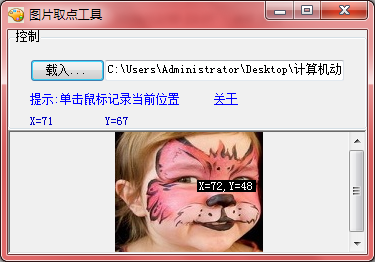 图片取点工具
控制
载入... C:\Users\Administrator\Desktop\计算机动
提示:单击鼠标记录当前位置 关于
X=71 Y=67
X=72,Y=48